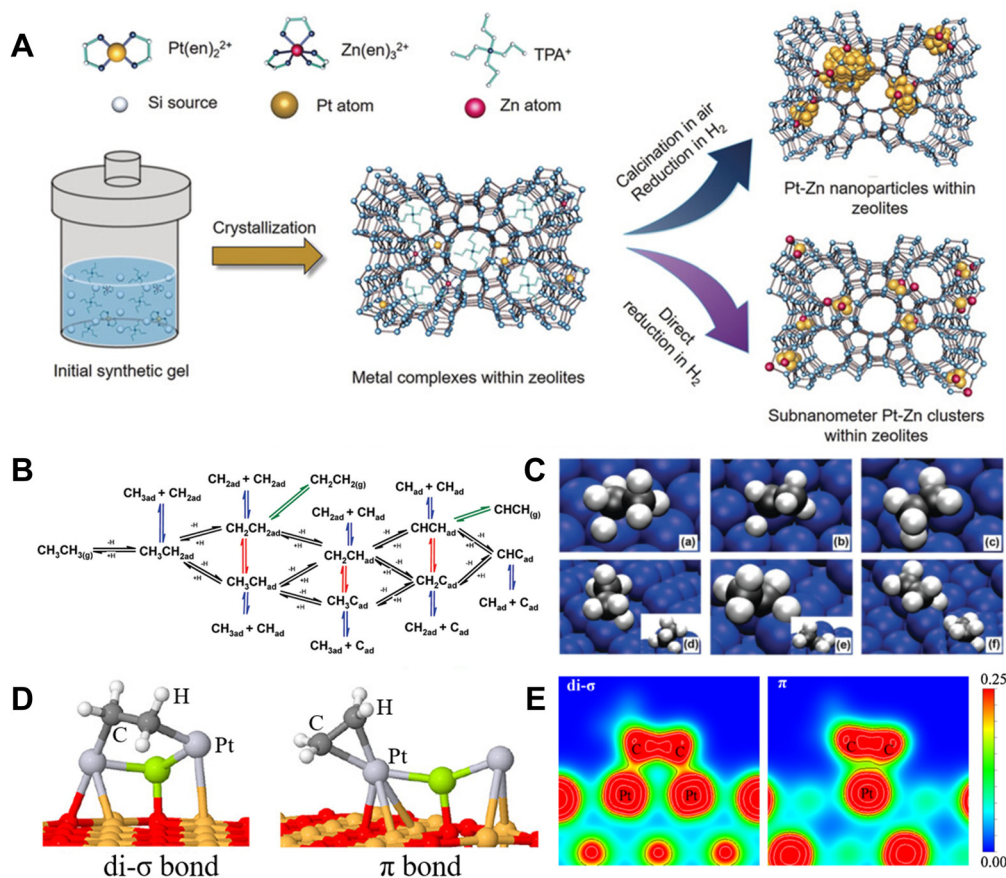 A
Pt(en)₂²⁺
Zn(en)₃²⁺
TPA⁺
Si source
Pt atom
Zn atom
Initial synthetic gel
Crystallization
Metal complexes within zeolites
Calcination in air
Reduction in H₂
Pt-Zn nanoparticles within
zeolites
Direct
reduction in H₂
Subnanometer Pt-Zn clusters
within zeolites
B
CH₃ad + CH₂ad
CH₂ad + CH₂ad
CH₂CH₂(g)
CH₂ad + CHad
CHad + CHad
CHCH(g)
CH₃CH₃(g)
-H
+H
CH₃CH₂ad
-H
+H
CH₂CH₂ad
-H
+H
CH₂CHad
-H
+H
CHCHad
-H
+H
CHCad
-H
+H
CH₃CHad
-H
+H
-H
+H
CH₃Cad
-H
+H
-H
+H
CH₂Cad
-H
+H
CH₃ad + CHad
CH₃ad + Cad
CH₂ad + Cad
CHad + Cad
C
(a)
(b)
(c)
(d)
(e)
(f)
D
H
C
Pt
di-σ bond
H
C
Pt
π bond
E
di-σ
C
C
Pt
Pt
π
C
C
Pt
0.25
0.00